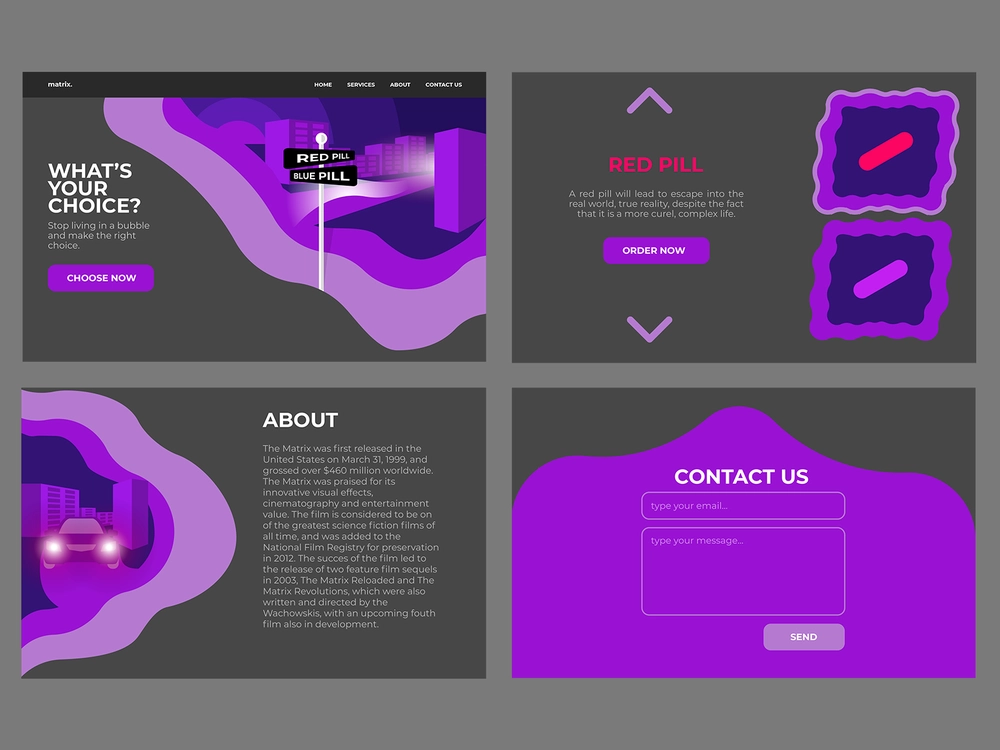 matrix.
HOME SERVICES ABOUT CONTACT US
WHAT'S
YOUR
CHOICE?
Stop living in a bubble
and make the right
choice.
CHOOSE NOW
RED PILL
BLUE PILL
RED PILL
A red pill will lead to escape into the
real world, true reality, despite the fact
that it is a more curel, complex life.
ORDER NOW
ABOUT
The Matrix was first released in the
United States on March 31, 1999, and
grossed over $460 million worldwide.
The Matrix was praised for its
innovative visual effects,
cinematography and entertainment
value. The film is considered to be on
of the greatest science fiction films of
all time, and was added to the
National Film Registry for preservation
in 2012. The succes of the film led to
the release of two feature film sequels
in 2003, The Matrix Reloaded and The
Matrix Revolutions, which were also
written and directed by the
Wachowskis, with an upcoming fouth
film also in development.
CONTACT US
type your email...
type your message...
SEND